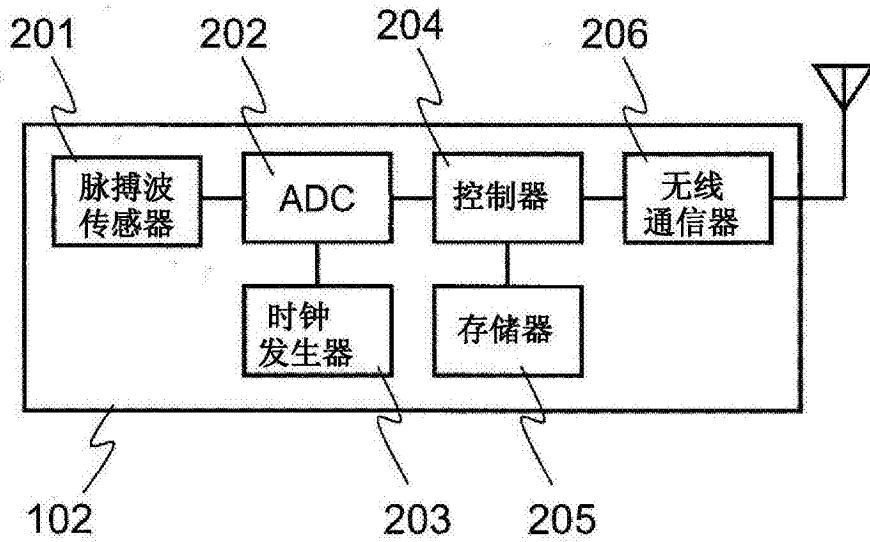 201
202
204
206
脉搏波
传感器
ADC
控制器
无线
通信器
时钟
发生器
存储器
102
203
205